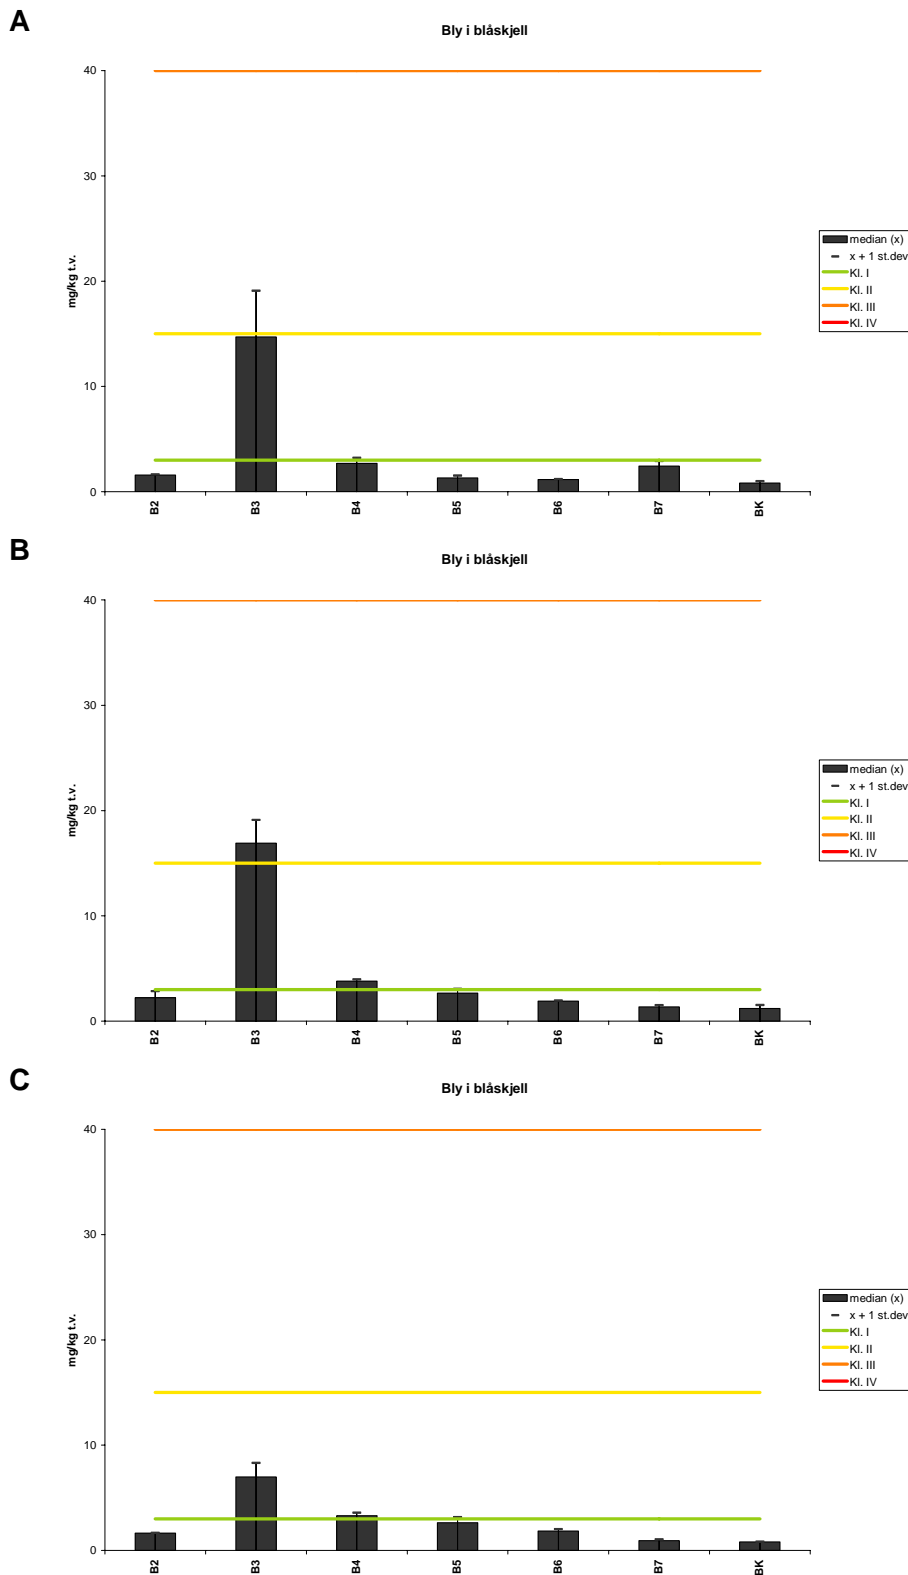 A
Bly i blåskjell
40
30
20
10
0
mg/kg t.v.
B2 B3 B4 B5 B6 B7 BK
median (x)
x + 1 st.dev
Kl. I
Kl. II
Kl. III
Kl. IV
B
Bly i blåskjell
40
30
20
10
0
mg/kg t.v.
B2 B3 B4 B5 B6 B7 BK
median (x)
x + 1 st.dev
Kl. I
Kl. II
Kl. III
Kl. IV
C
Bly i blåskjell
40
30
20
10
0
mg/kg t.v.
B2 B3 B4 B5 B6 B7 BK
median (x)
x + 1 st.dev
Kl. I
Kl. II
Kl. III
Kl. IV